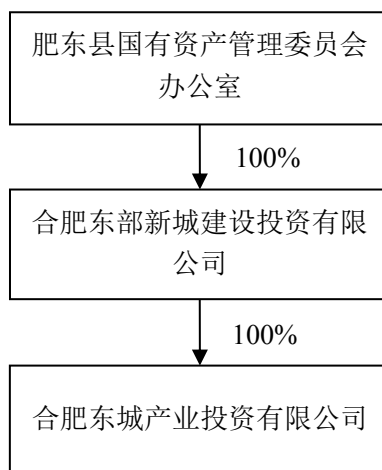 肥东县国有资产管理委员会
办公室
100%
合肥东部新城建设投资有限
公司
100%
合肥东城产业投资有限公司